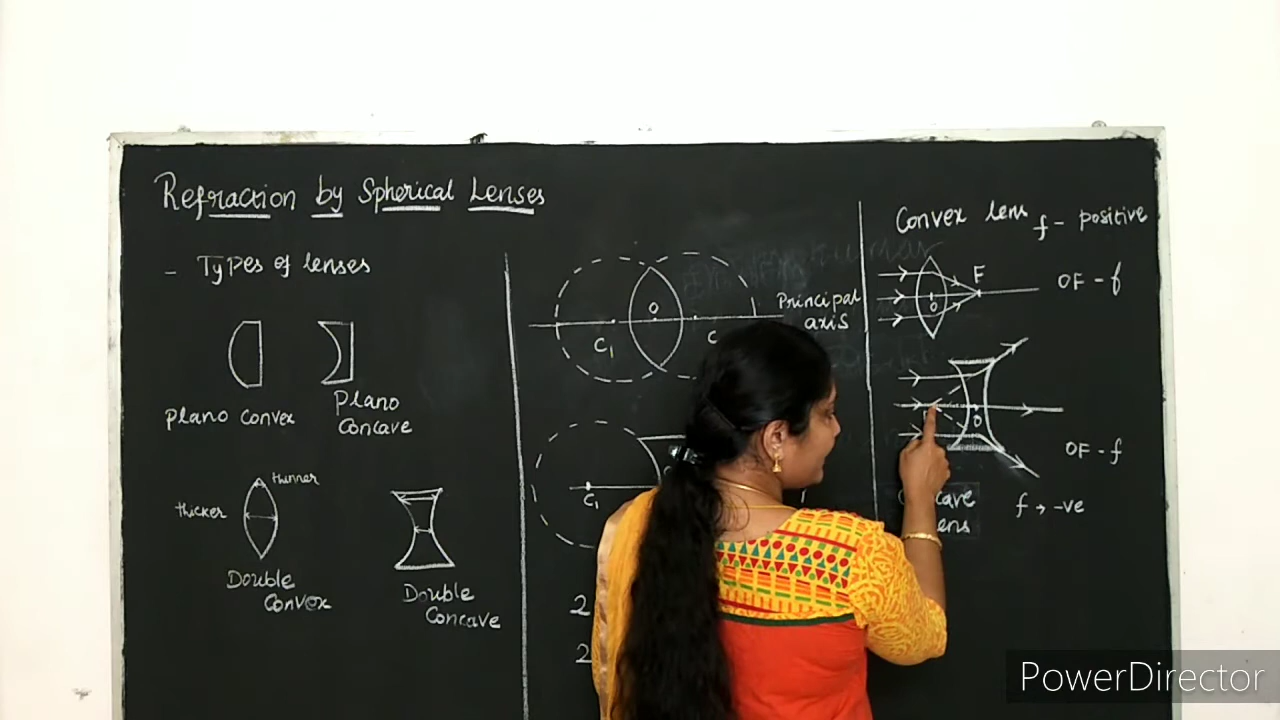 Refraction by Spherical Lenses
- Types of lenses
Plano Convex
Plano
Concave
thinner
thicker
Double
Convex
Double
Concave
O
C1
C
Principal
axis
C1
2
2
Convex lens
f - positive
F
O
OF - f
O
OF - f
f → -ve
PowerDirector